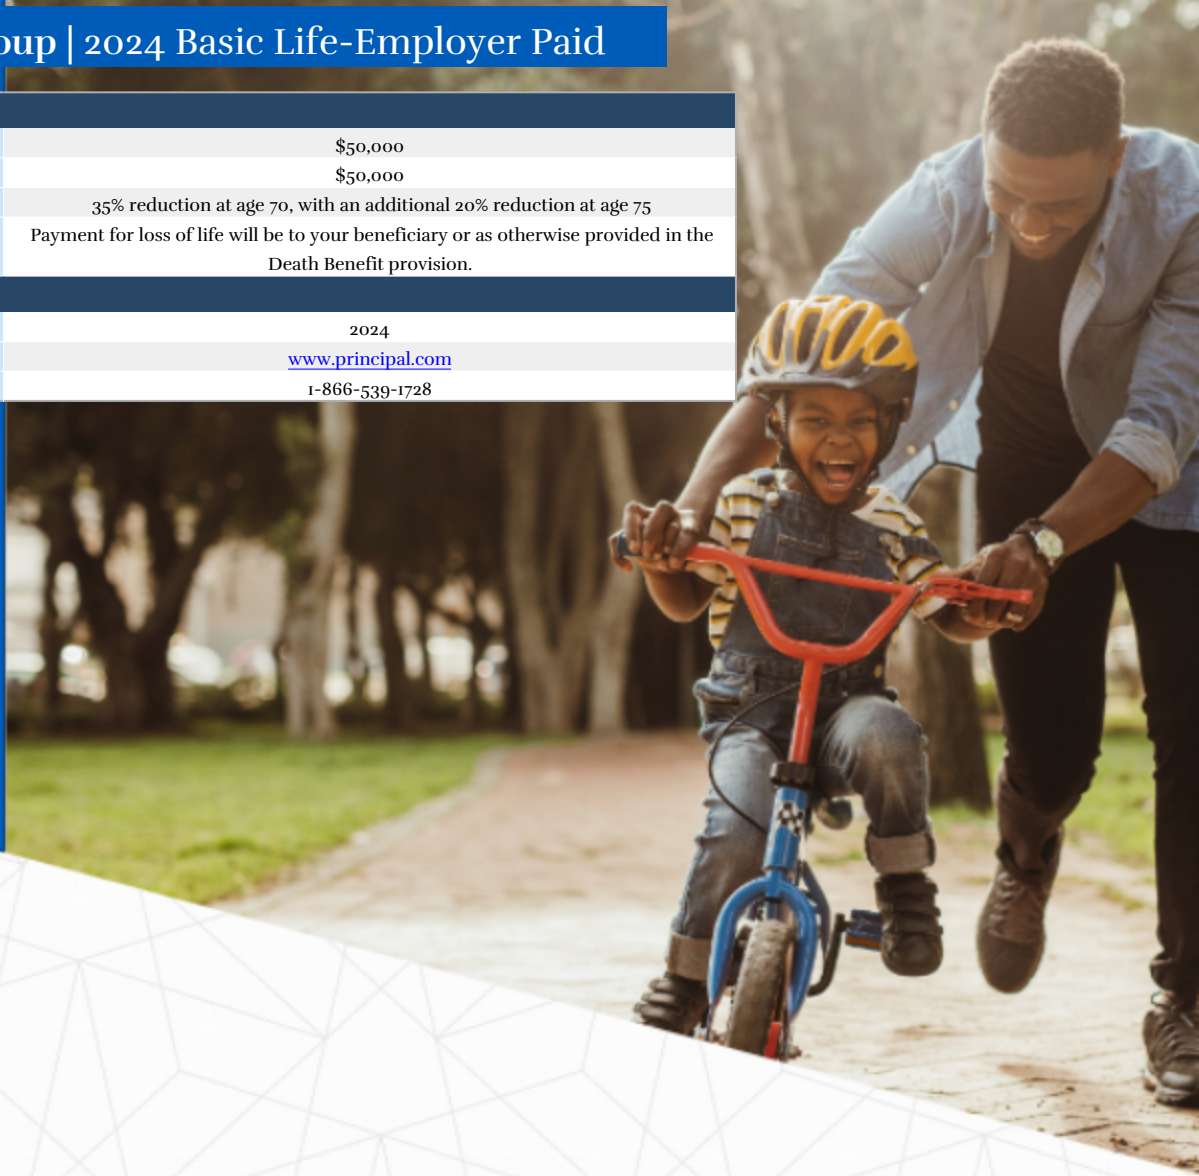 oup | 2024 Basic Life-Employer Paid
$50,000
$50,000
35% reduction at age 70, with an additional 20% reduction at age 75
Payment for loss of life will be to your beneficiary or as otherwise provided in the
Death Benefit provision.
2024
www.principal.com
1-866-539-1728